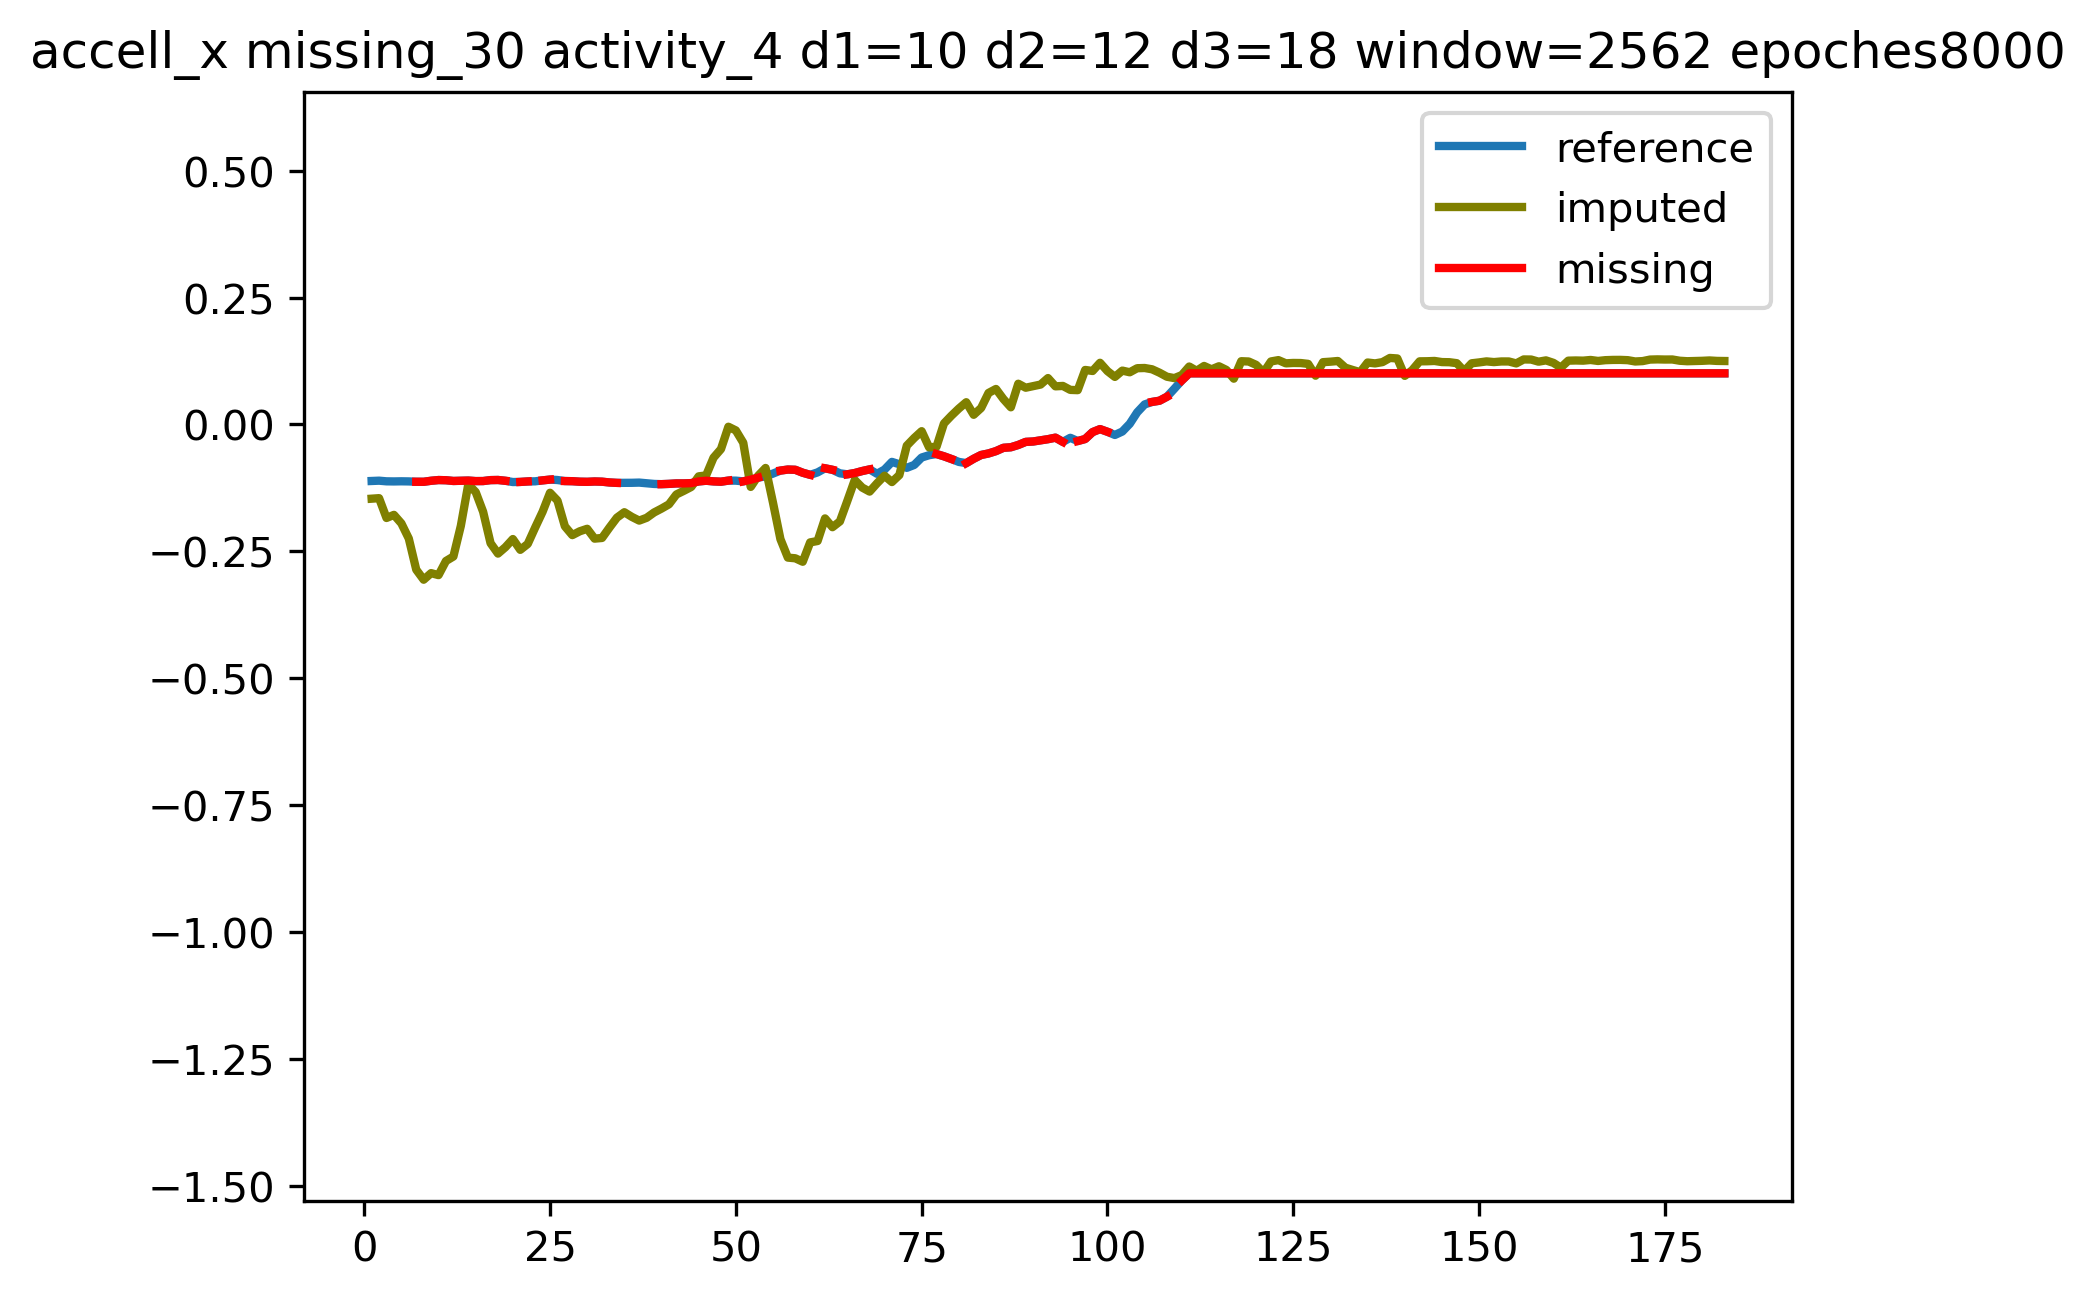 accell_x missing_30 activity_4 d1=10 d2=12 d3=18 window=2562 epoches8000
reference
imputed
missing
0.50
0.25
0.00
−0.25
−0.50
−0.75
−1.00
−1.25
−1.50
0 25 50 75 100 125 150 175